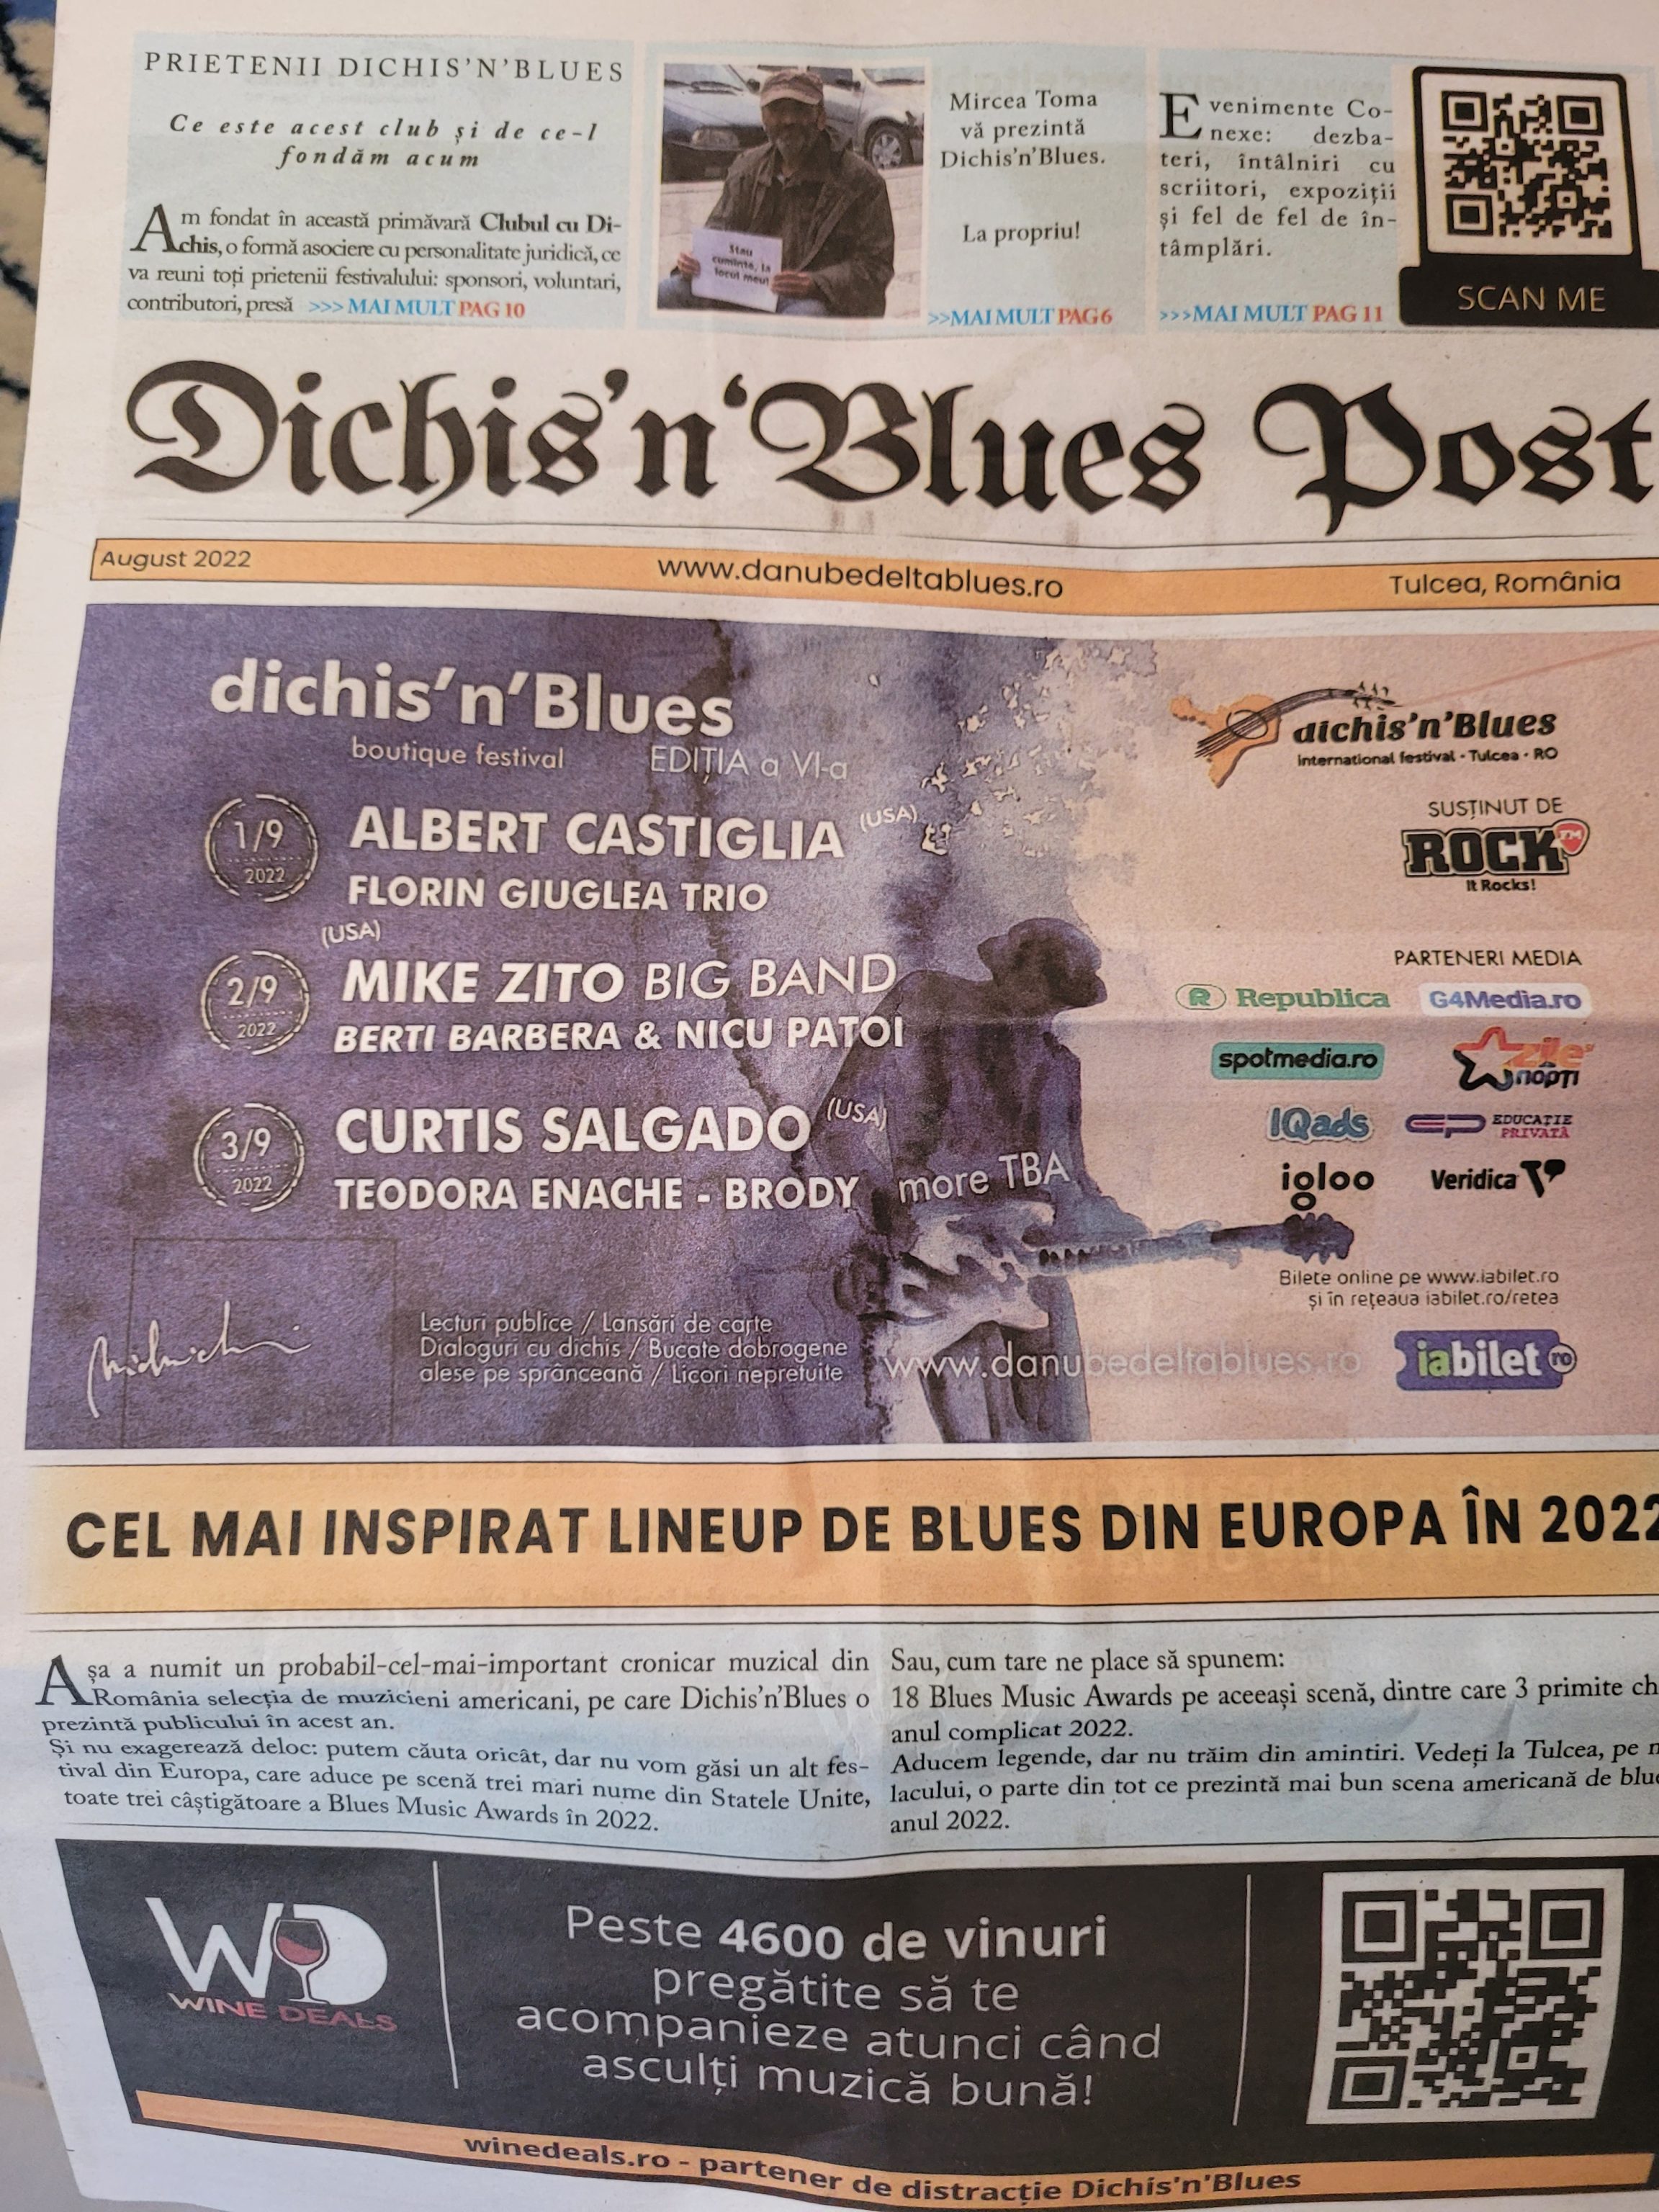 PRIETENII DICHIS'N'BLUES
Ce este acest club și de ce-l
fondăm acum
Am fondat în această primăvară Clubul cu Di-
chis, o formă asociere cu personalitate juridică, ce
va reuni toți prietenii festivalului: sponsori, voluntari,
contributori, presă >>> MAI MULT PAG 10
Stau
cuminte, la
locul meu!
Mircea Toma
vă prezintă
Dichis'n'Blues.
La propriu!
>>MAI MULT PAG 6
Evenimente Co-
nexe: dezba-
teri, întâlniri cu
scriitori, expoziții
și fel de fel de în-
tâmplări.
>>>MAI MULT PAG 11
SCAN ME
Dichis'n'Blues Post
August 2022
www.danubedeltablues.ro
Tulcea, România
dichis'n'Blues
boutique festival EDIȚIA a VI-a
1/9
2022
ALBERT CASTIGLIA (USA)
FLORIN GIUGLEA TRIO
(USA)
2/9
2022
MIKE ZITO BIG BAND
BERTI BARBERA & NICU PATOI
3/9
2022
CURTIS SALGADO (USA)
TEODORA ENACHE - BRODY more TBA
Lecturi publice / Lansări de carte
Dialoguri cu dichis / Bucate dobrogene
alese pe sprânceană / Licori neprețuite
www.danubedeltablues.ro
dichis'n'Blues
International festival - Tulcea - RO
SUSȚINUT DE
ROCK TM
It Rocks!
PARTENERI MEDIA
R Republica G4Media.ro
spotmedia.ro zile nopți
IQads EDUCAȚIE PRIVATĂ
igloo Veridica
Bilete online pe www.iabilet.ro
și în rețeaua iabilet.ro/retea
iabilet ro
CEL MAI INSPIRAT LINEUP DE BLUES DIN EUROPA ÎN 2022
Așa a numit un probabil-cel-mai-important cronicar muzical din
România selecția de muzicieni americani, pe care Dichis'n'Blues o
prezintă publicului în acest an.
Și nu exagerează deloc: putem căuta oricât, dar nu vom găsi un alt fes-
tival din Europa, care aduce pe scenă trei mari nume din Statele Unite,
toate trei câștigătoare a Blues Music Awards în 2022.
Sau, cum tare ne place să spunem:
18 Blues Music Awards pe aceeași scenă, dintre care 3 primite
anul complicat 2022.
Aducem legende, dar nu trăim din amintiri. Vedeți la Tulcea, pe
lacului, o parte din tot ce prezintă mai bun scena americană de
anul 2022.
WD
WINE DEALS
Peste 4600 de vinuri
pregătite să te
acompanieze atunci când
asculți muzică bună!
winedeals.ro - partener de distracție Dichis'n'Blues